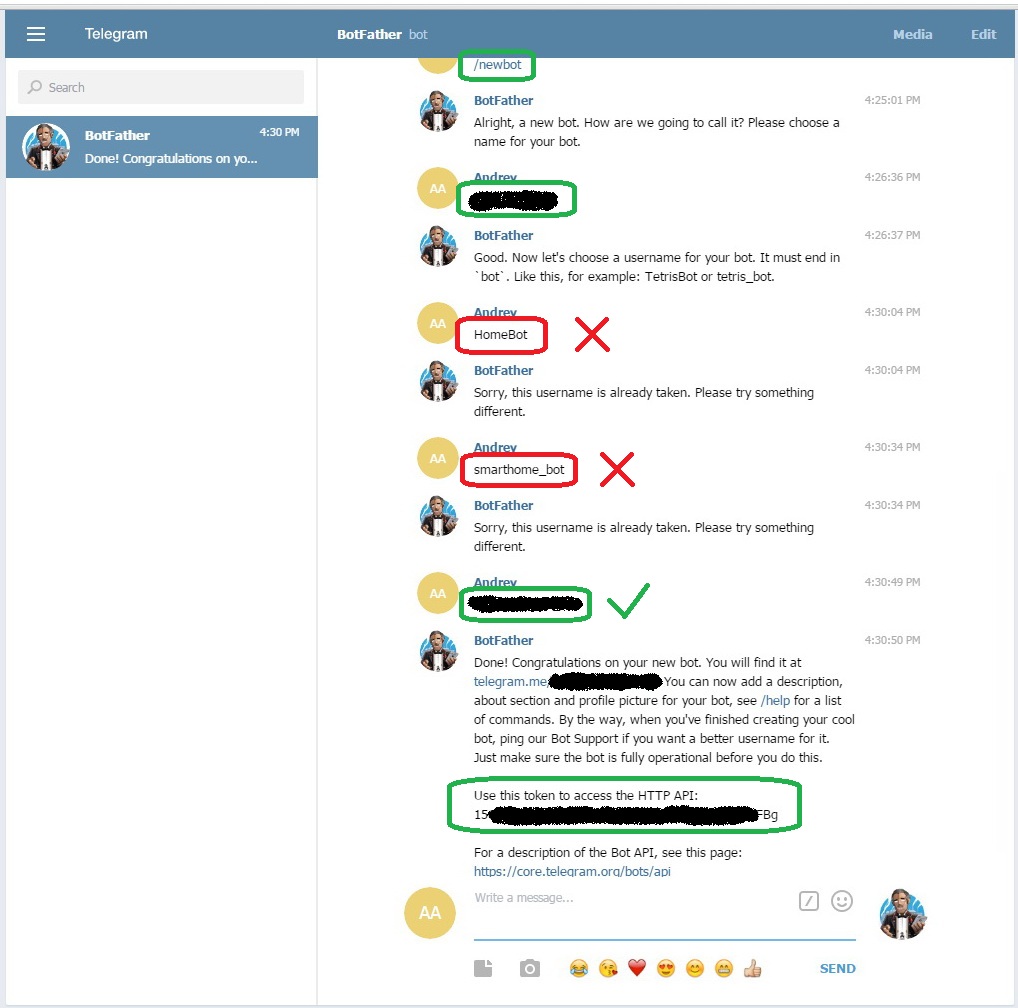 Telegram
BotFather bot
Media
Edit
Search
BotFather
4:30 PM
Done! Congratulations on yo...
/newbot
BotFather
4:25:01 PM
Alright, a new bot. How are we going to call it? Please choose a
name for your bot.
AA
Andrey
4:26:36 PM
BotFather
4:26:37 PM
Good. Now let's choose a username for your bot. It must end in
`bot`. Like this, for example: TetrisBot or tetris_bot.
AA
Andrey
4:30:04 PM
HomeBot
BotFather
4:30:04 PM
Sorry, this username is already taken. Please try something
different.
AA
Andrey
4:30:34 PM
smarthome_bot
BotFather
4:30:34 PM
Sorry, this username is already taken. Please try something
different.
AA
Andrey
4:30:49 PM
BotFather
4:30:50 PM
Done! Congratulations on your new bot. You will find it at
telegram.me/ You can now add a description,
about section and profile picture for your bot, see /help for a list
of commands. By the way, when you've finished creating your cool
bot, ping our Bot Support if you want a better username for it.
Just make sure the bot is fully operational before you do this.
Use this token to access the HTTP API:
15 FBg
For a description of the Bot API, see this page:
https://core.telegram.org/bots/api
AA
Write a message...
SEND